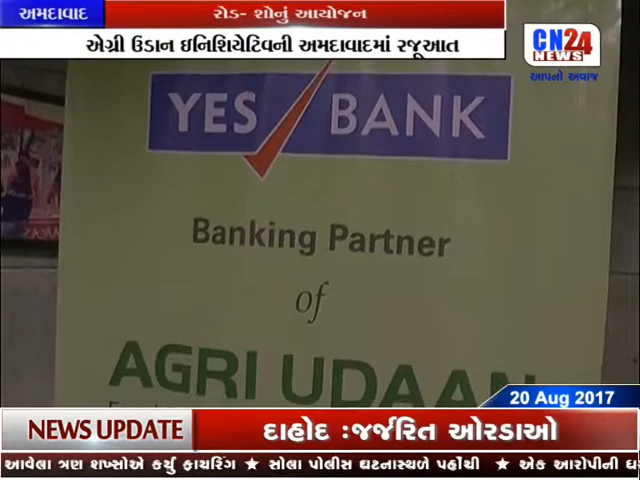 અમદાવાદ
રોડ- શોનું આયોજન
એગ્રી ઉડાન ઇનિશિયેટિવની અમદાવાદમાં રજૂઆત
CN24
NEWS
આપનો અવાજ
YES BANK
Banking Partner
of
AGRI UDAAN
20 Aug 2017
NEWS UPDATE
દાહોદ :જર્જરિત ઓરડાઓ
આવેલા ત્રણ શખ્સોએ કર્યુ ફાયરિંગ ★ સોલા પોલીસ ઘટનાસ્થળે પહોંચી ★ એક આરોપીની